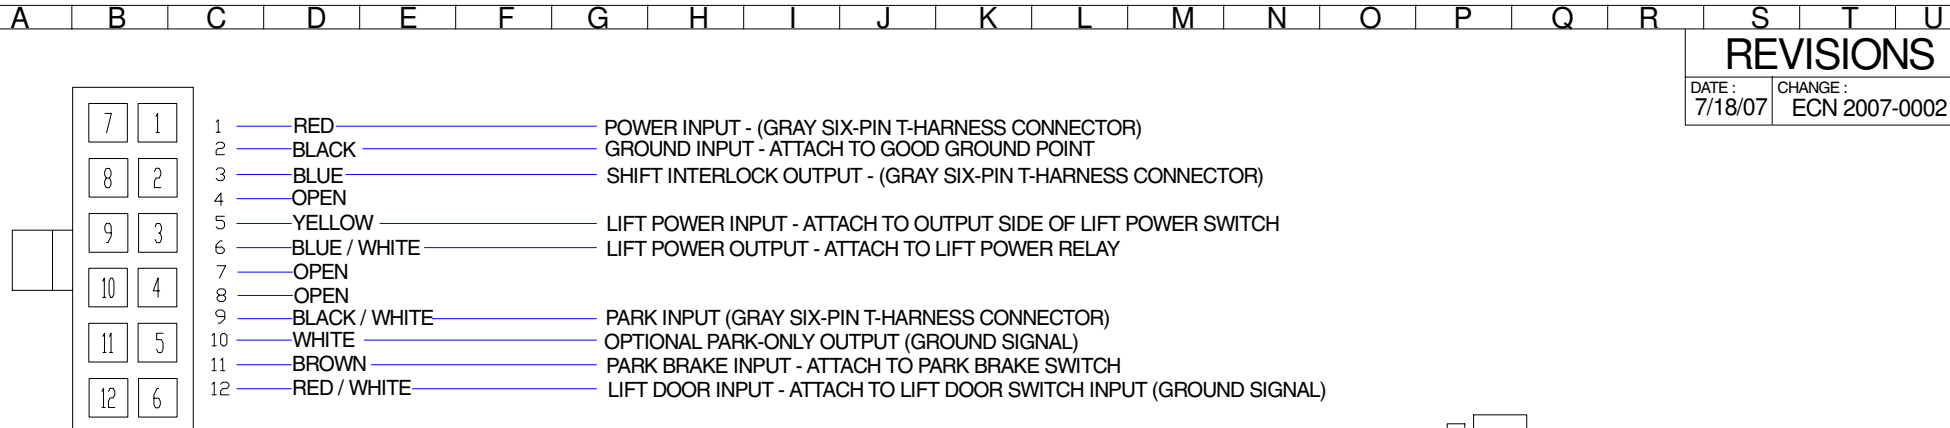 A B C D E F G H I J K L M N O P Q R S T U
REVISIONS
DATE : CHANGE :
7/18/07 ECN 2007-0002
7 1
8 2
9 3
10 4
11 5
12 6
1 RED POWER INPUT - (GRAY SIX-PIN T-HARNESS CONNECTOR)
2 BLACK GROUND INPUT - ATTACH TO GOOD GROUND POINT
3 BLUE SHIFT INTERLOCK OUTPUT - (GRAY SIX-PIN T-HARNESS CONNECTOR)
4 OPEN
5 YELLOW LIFT POWER INPUT - ATTACH TO OUTPUT SIDE OF LIFT POWER SWITCH
6 BLUE / WHITE LIFT POWER OUTPUT - ATTACH TO LIFT POWER RELAY
7 OPEN
8 OPEN
9 BLACK / WHITE PARK INPUT (GRAY SIX-PIN T-HARNESS CONNECTOR)
10 WHITE OPTIONAL PARK-ONLY OUTPUT (GROUND SIGNAL)
11 BROWN PARK BRAKE INPUT - ATTACH TO PARK BRAKE SWITCH
12 RED / WHITE LIFT DOOR INPUT - ATTACH TO LIFT DOOR SWITCH INPUT (GROUND SIGNAL)